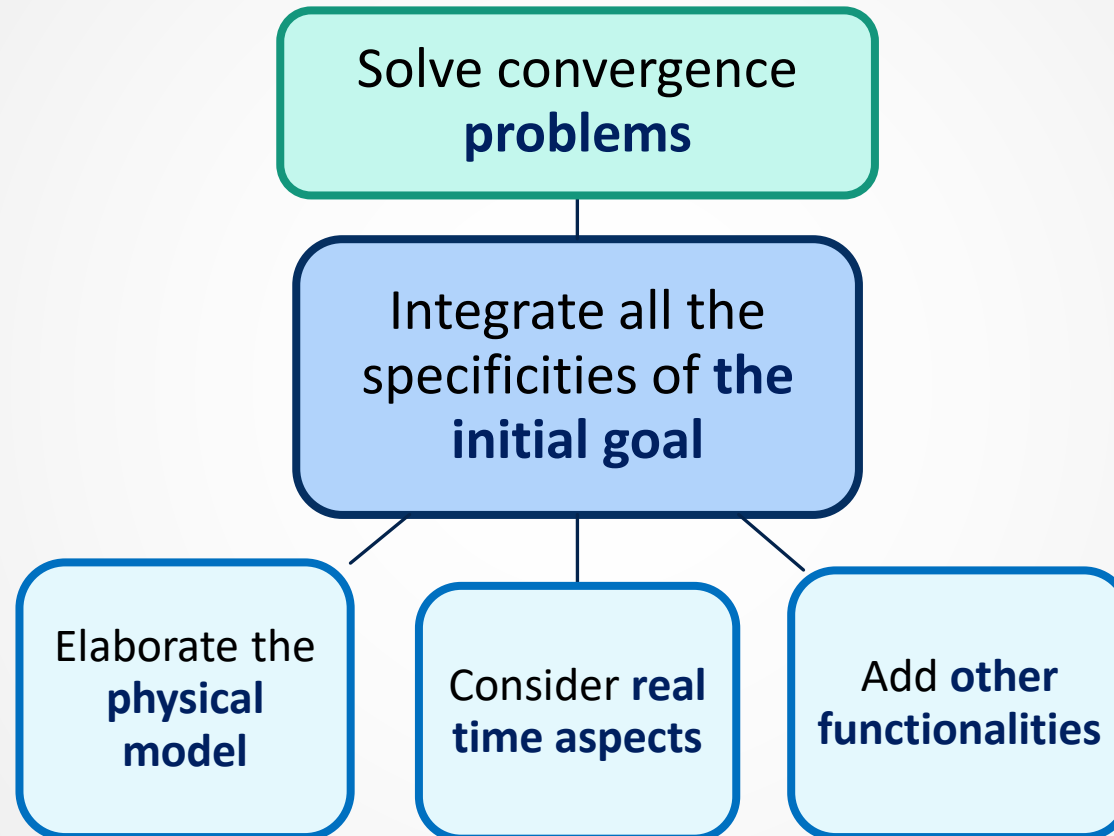 Solve convergence
problems
Integrate all the
specificities of the
initial goal
Elaborate the
physical
model
Consider real
time aspects
Add other
functionalities